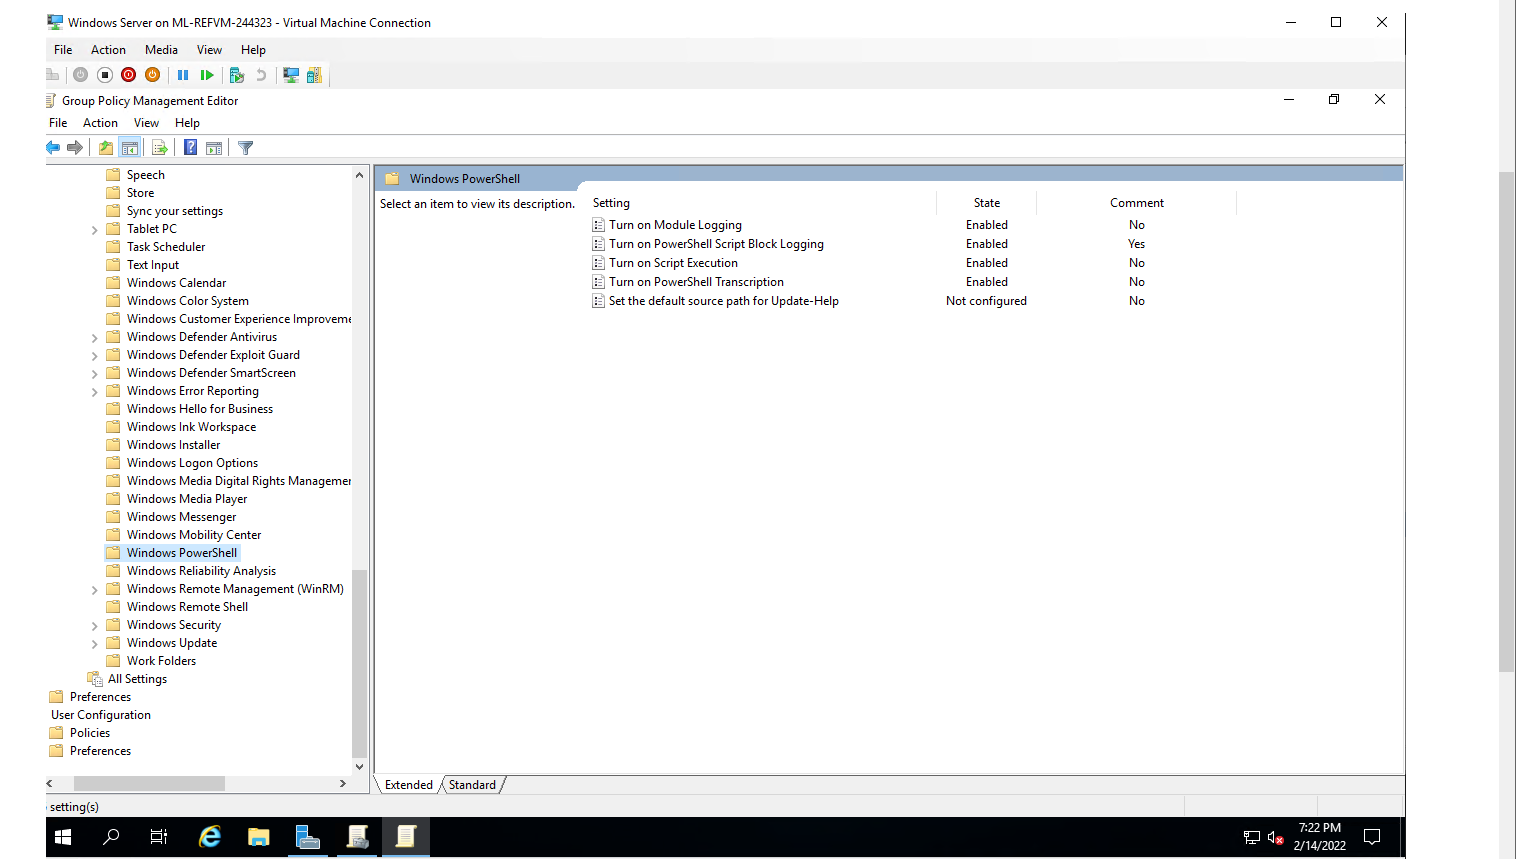 Windows Server on ML-REFVM-244323 - Virtual Machine Connection
File Action Media View Help
Group Policy Management Editor
File Action View Help
Speech
Store
Sync your settings
Tablet PC
Task Scheduler
Text Input
Windows Calendar
Windows Color System
Windows Customer Experience Improveme
Windows Defender Antivirus
Windows Defender Exploit Guard
Windows Defender SmartScreen
Windows Error Reporting
Windows Hello for Business
Windows Ink Workspace
Windows Installer
Windows Logon Options
Windows Media Digital Rights Managemer
Windows Media Player
Windows Messenger
Windows Mobility Center
Windows PowerShell
Windows Reliability Analysis
Windows Remote Management (WinRM)
Windows Remote Shell
Windows Security
Windows Update
Work Folders
All Settings
Preferences
User Configuration
Policies
Preferences
Windows PowerShell
Select an item to view its description.
Setting State Comment
Turn on Module Logging Enabled No
Turn on PowerShell Script Block Logging Enabled Yes
Turn on Script Execution Enabled No
Turn on PowerShell Transcription Enabled No
Set the default source path for Update-Help Not configured No
Extended Standard
setting(s)
7:22 PM
2/14/2022